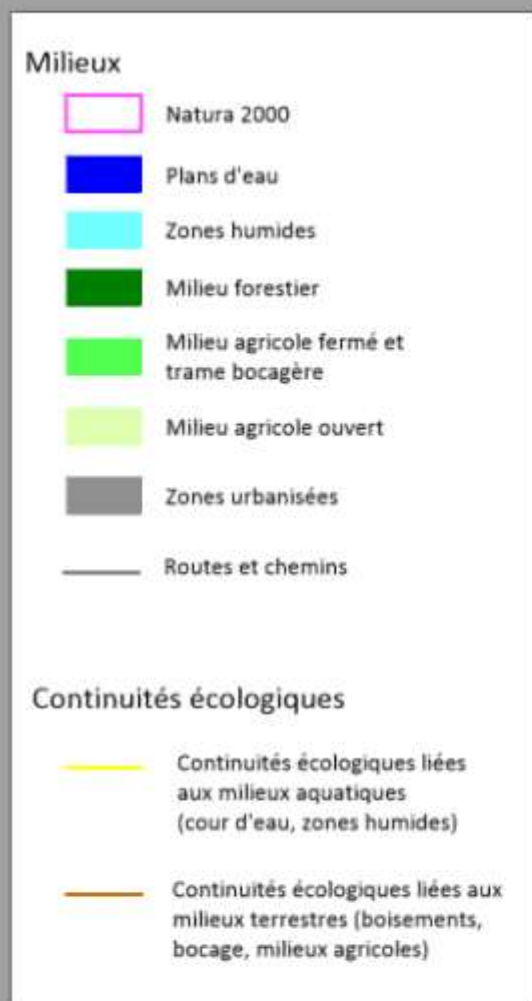 Milieux
Natura 2000
Plans d'eau
Zones humides
Milieu forestier
Milieu agricole fermé et
trame bocagère
Milieu agricole ouvert
Zones urbanisées
Routes et chemins
Continuités écologiques
Continuités écologiques liées
aux milieux aquatiques
(cour d'eau, zones humides)
Continuités écologiques liées aux
milieux terrestres (boisements,
bocage, milieux agricoles)